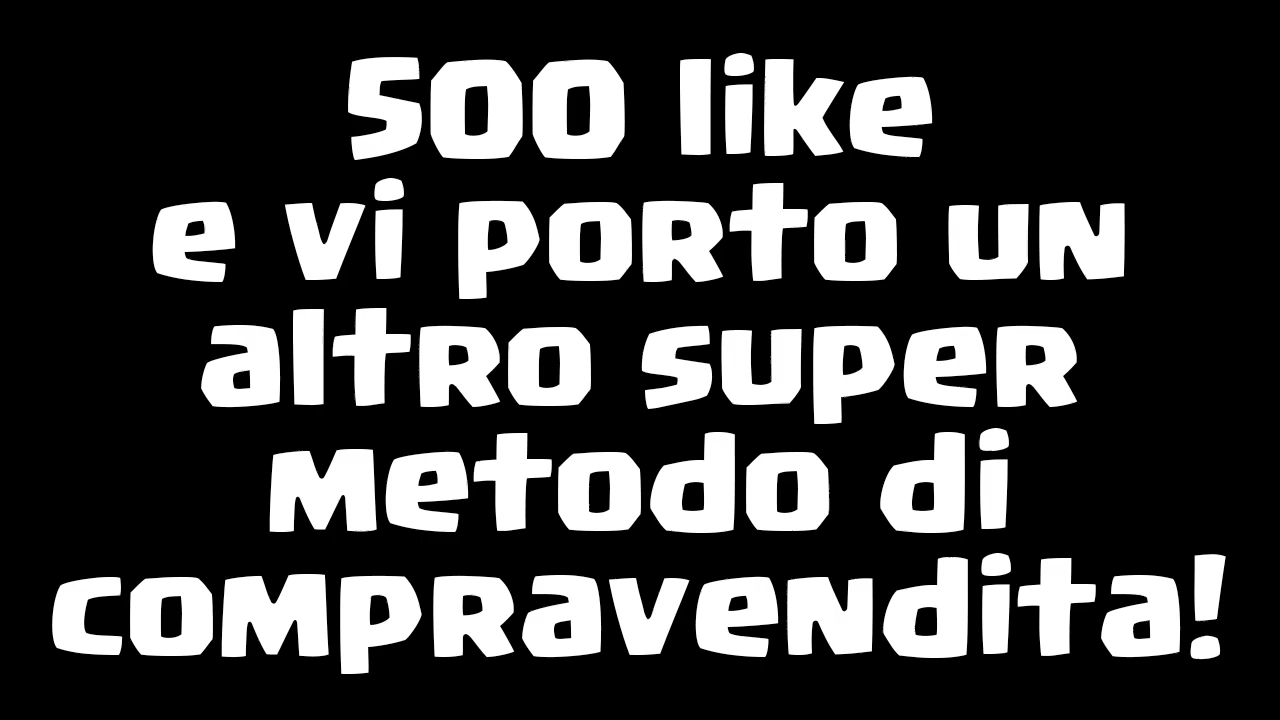 500 like
e vi porto un
altro super
metodo di
compravendita!